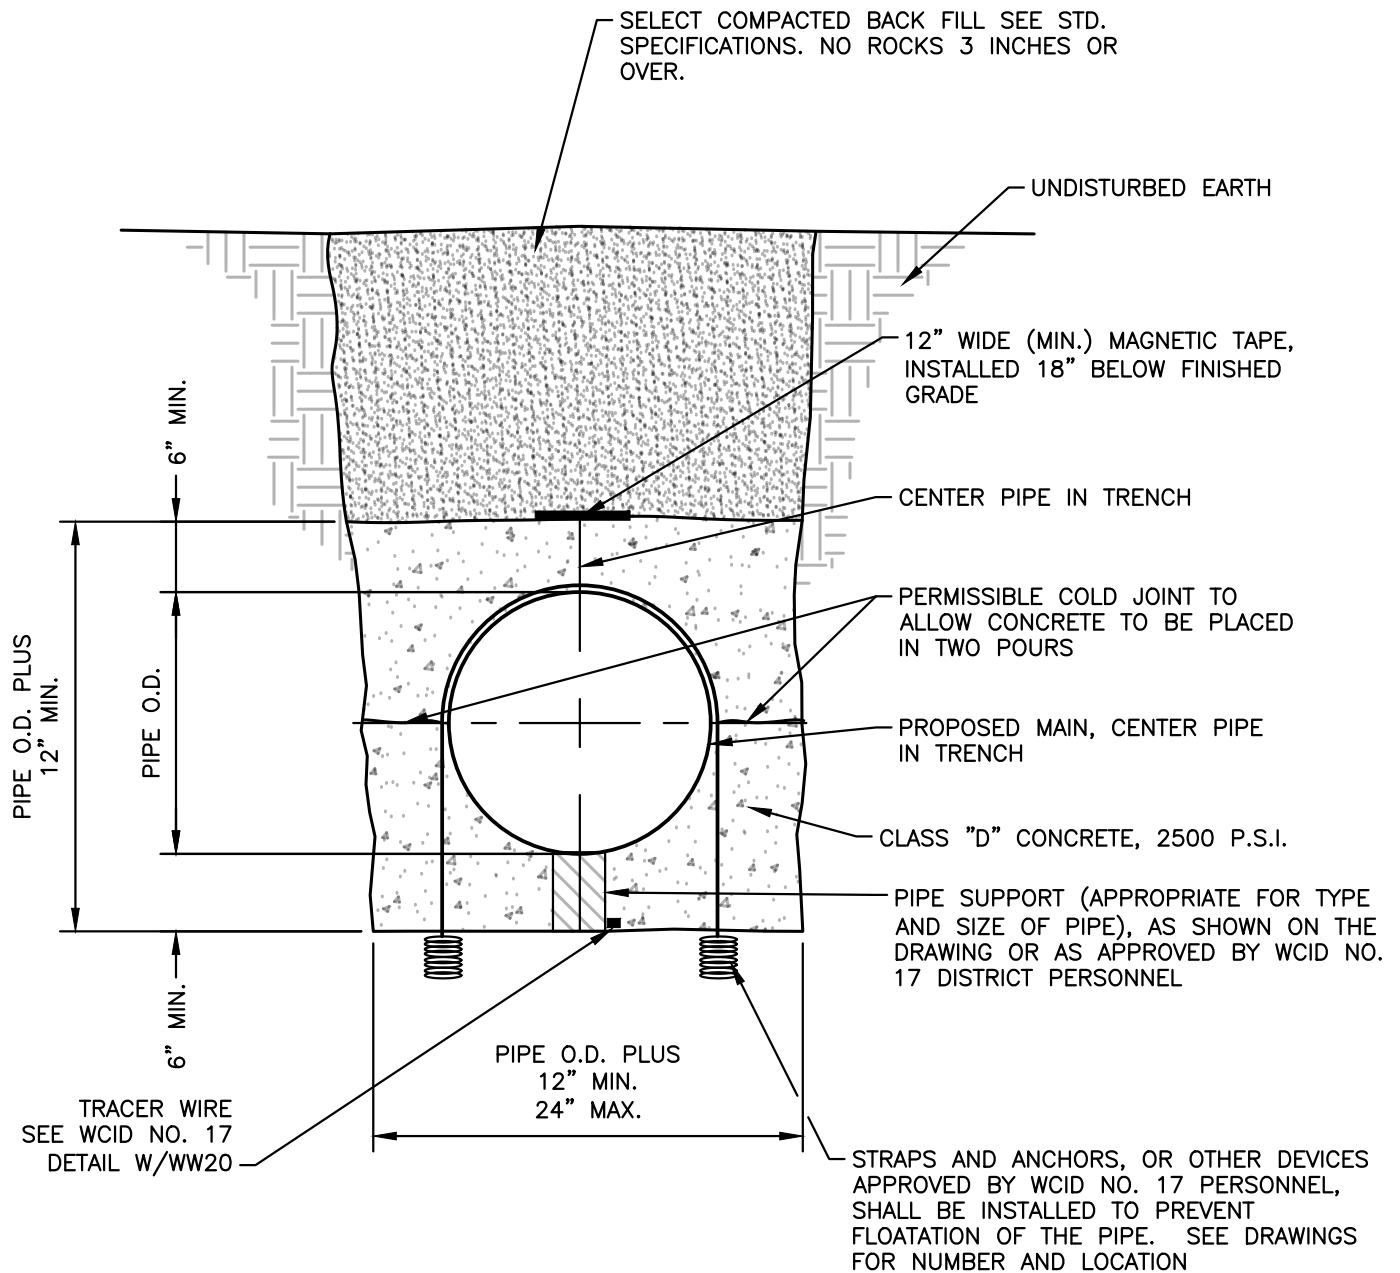 SELECT COMPACTED BACK FILL SEE STD.
SPECIFICATIONS. NO ROCKS 3 INCHES OR
OVER.
UNDISTURBED EARTH
12” WIDE (MIN.) MAGNETIC TAPE,
INSTALLED 18” BELOW FINISHED
GRADE
6” MIN.
CENTER PIPE IN TRENCH
PERMISSIBLE COLD JOINT TO
ALLOW CONCRETE TO BE PLACED
IN TWO POURS
PIPE O.D. PLUS
12” MIN.
PIPE O.D.
PROPOSED MAIN, CENTER PIPE
IN TRENCH
CLASS ”D” CONCRETE, 2500 P.S.I.
PIPE SUPPORT (APPROPRIATE FOR TYPE
AND SIZE OF PIPE), AS SHOWN ON THE
DRAWING OR AS APPROVED BY WCID NO.
17 DISTRICT PERSONNEL
6” MIN.
PIPE O.D. PLUS
12” MIN.
24” MAX.
TRACER WIRE
SEE WCID NO. 17
DETAIL W/WW20
STRAPS AND ANCHORS, OR OTHER DEVICES
APPROVED BY WCID NO. 17 PERSONNEL,
SHALL BE INSTALLED TO PREVENT
FLOATATION OF THE PIPE. SEE DRAWINGS
FOR NUMBER AND LOCATION